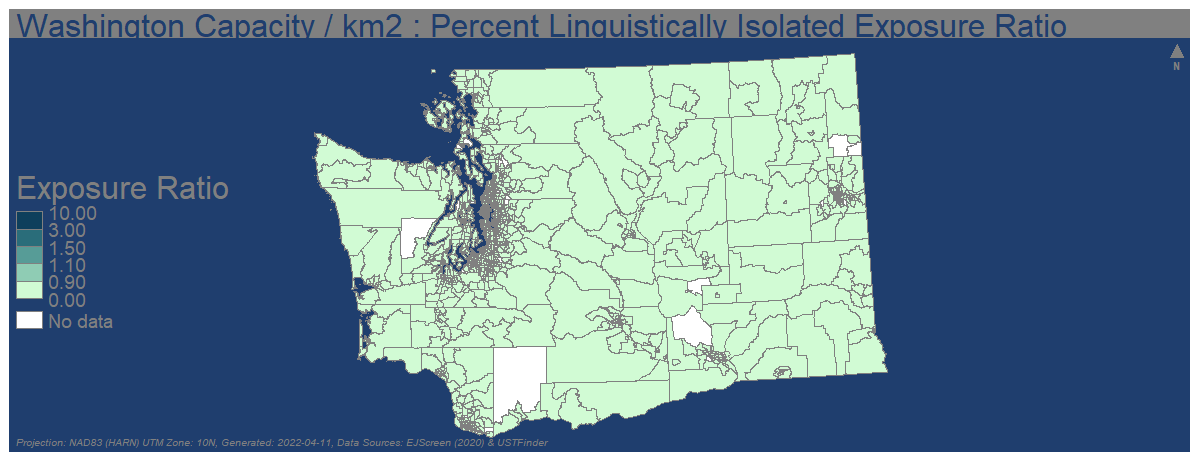 Washington Capacity / km2 : Percent Linguistically Isolated Exposure Ratio
N
Exposure Ratio
10.00
3.00
1.50
1.10
0.90
0.00
No data
Projection: NAD83 (HARN) UTM Zone: 10N, Generated: 2022-04-11, Data Sources: EJScreen (2020) & USTFinder